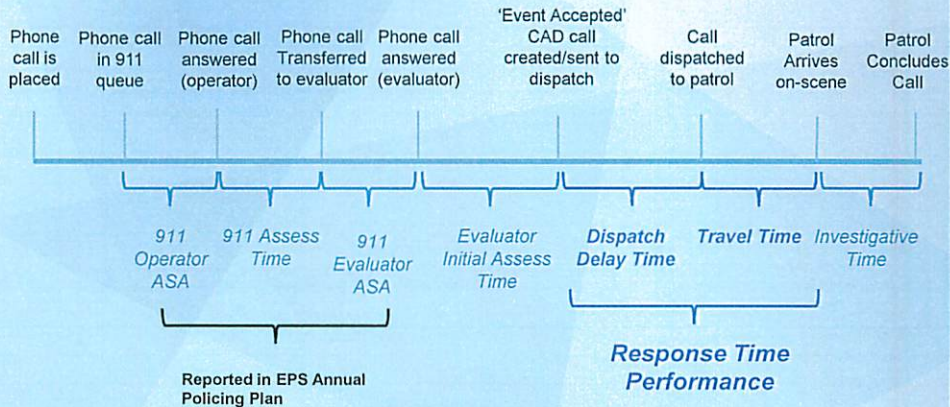 Phone
call is
placed
Phone call
in 911
queue
Phone call
answered
(operator)
Phone call
Transferred
to evaluator
Phone call
answered
(evaluator)
‘Event Accepted’
CAD call
created/sent to
dispatch
Call
dispatched
to patrol
Patrol
Arrives
on-scene
Patrol
Concludes
Call
911
Operator
ASA
911 Assess
Time
911
Evaluator
ASA
Evaluator
Initial Assess
Time
Dispatch
Delay Time
Travel Time
Investigative
Time
Reported in EPS Annual
Policing Plan
Response Time
Performance